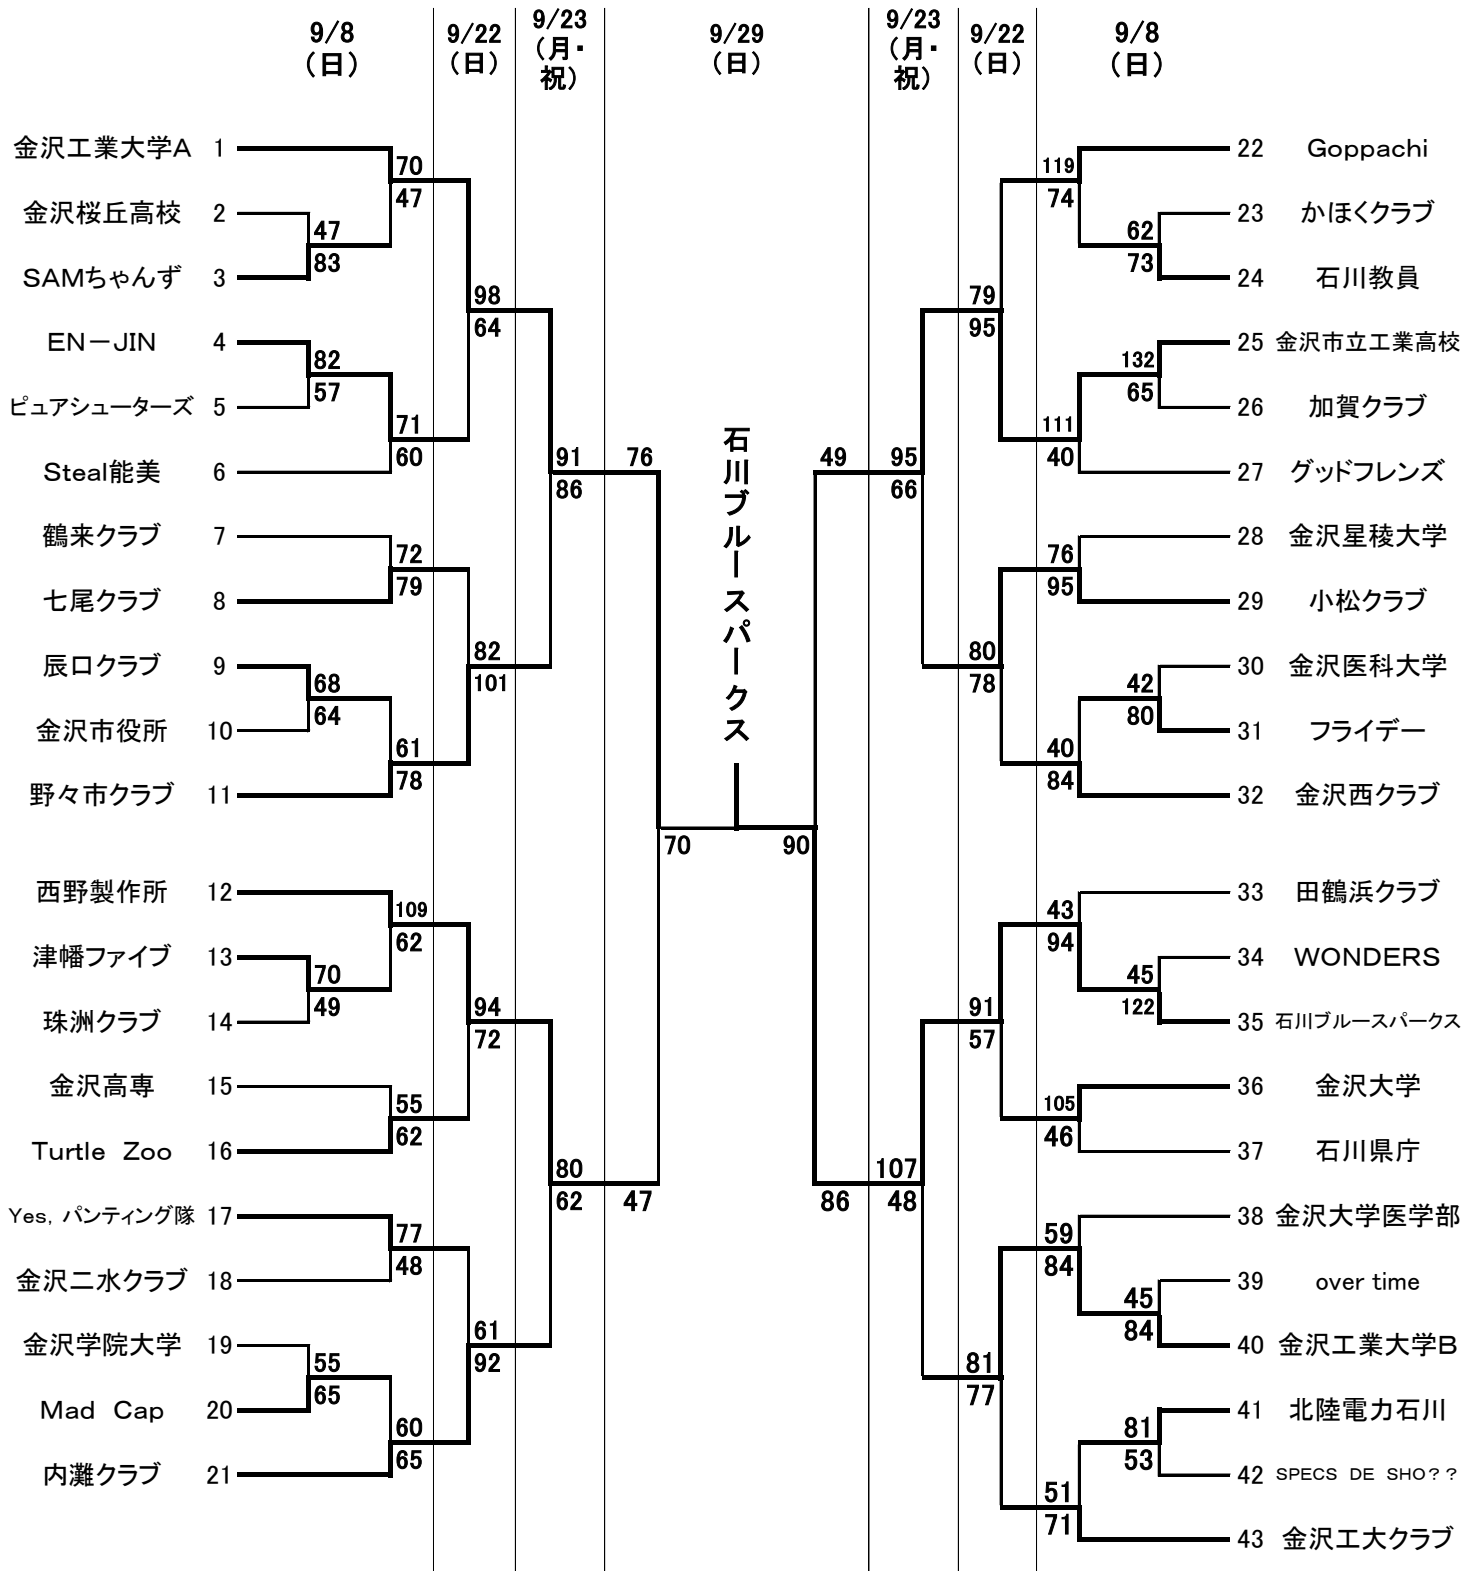 9/8
(日)
9/22
(日)
9/23
(月・
祝)
9/29
(日)
9/23
(月・
祝)
9/22
(日)
9/8
(日)
金沢工業大学A 1
金沢桜丘高校 2
SAMちゃんず 3
EN－JIN 4
ピュアシューターズ 5
Steal能美 6
鶴来クラブ 7
七尾クラブ 8
辰口クラブ 9
金沢市役所 10
野々市クラブ 11
西野製作所 12
津幡ファイブ 13
珠洲クラブ 14
金沢高専 15
Turtle Zoo 16
Yes, パンティング隊 17
金沢二水クラブ 18
金沢学院大学 19
Mad Cap 20
内灘クラブ 21
47
83
82
57
68
64
70
49
55
65
70
47
71
60
72
79
61
78
109
62
55
62
77
48
60
65
98
64
82
101
94
72
61
92
91
86
80
62
76
47
70
石川ブルースパークス
90
49
86
95
66
107
48
79
95
80
78
91
57
81
77
119
74
111
40
76
95
40
84
43
94
105
46
59
84
51
71
62
73
132
65
42
80
45
122
45
84
81
53
22 Goppachi
23 かほくクラブ
24 石川教員
25 金沢市立工業高校
26 加賀クラブ
27 グッドフレンズ
28 金沢星稜大学
29 小松クラブ
30 金沢医科大学
31 フライデー
32 金沢西クラブ
33 田鶴浜クラブ
34 WONDERS
35 石川ブルースパークス
36 金沢大学
37 石川県庁
38 金沢大学医学部
39 over time
40 金沢工業大学B
41 北陸電力石川
42 SPECS DE SHO？？
43 金沢工大クラブ